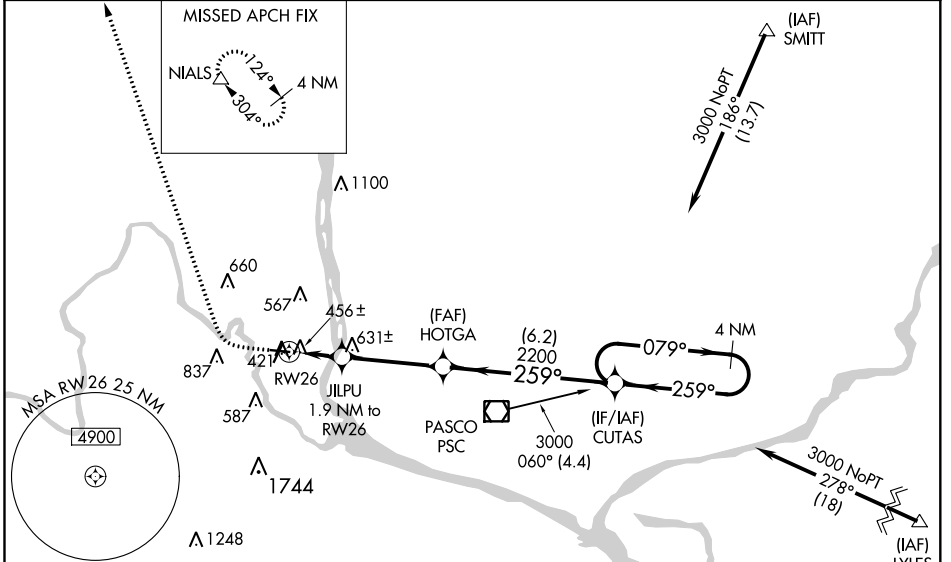 MISSED APCH FIX
NIALS
124°
4 NM
304°
(IAF)
SMITT
3000 NoPT
186°
(13.7)
1100
660
567
456±
631±
421
837
RW26
587
JILPU
1.9 NM to
RW26
(FAF)
HOTGA
(6.2)
2200
259°
4 NM
079°
259°
(IF/IAF)
CUTAS
PASCO
PSC
3000
060° (4.4)
MSA RW26 25 NM
4900
1744
1248
3000 NoPT
278°
(18)
(IAF)